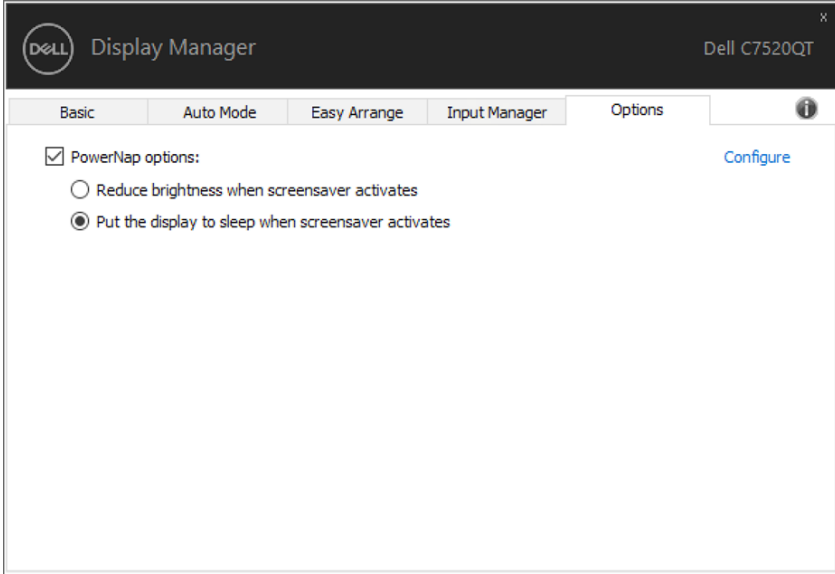 DELL Display Manager
x
Dell C7520QT
Basic Auto Mode Easy Arrange Input Manager Options i
PowerNap options: Configure
Reduce brightness when screensaver activates
Put the display to sleep when screensaver activates